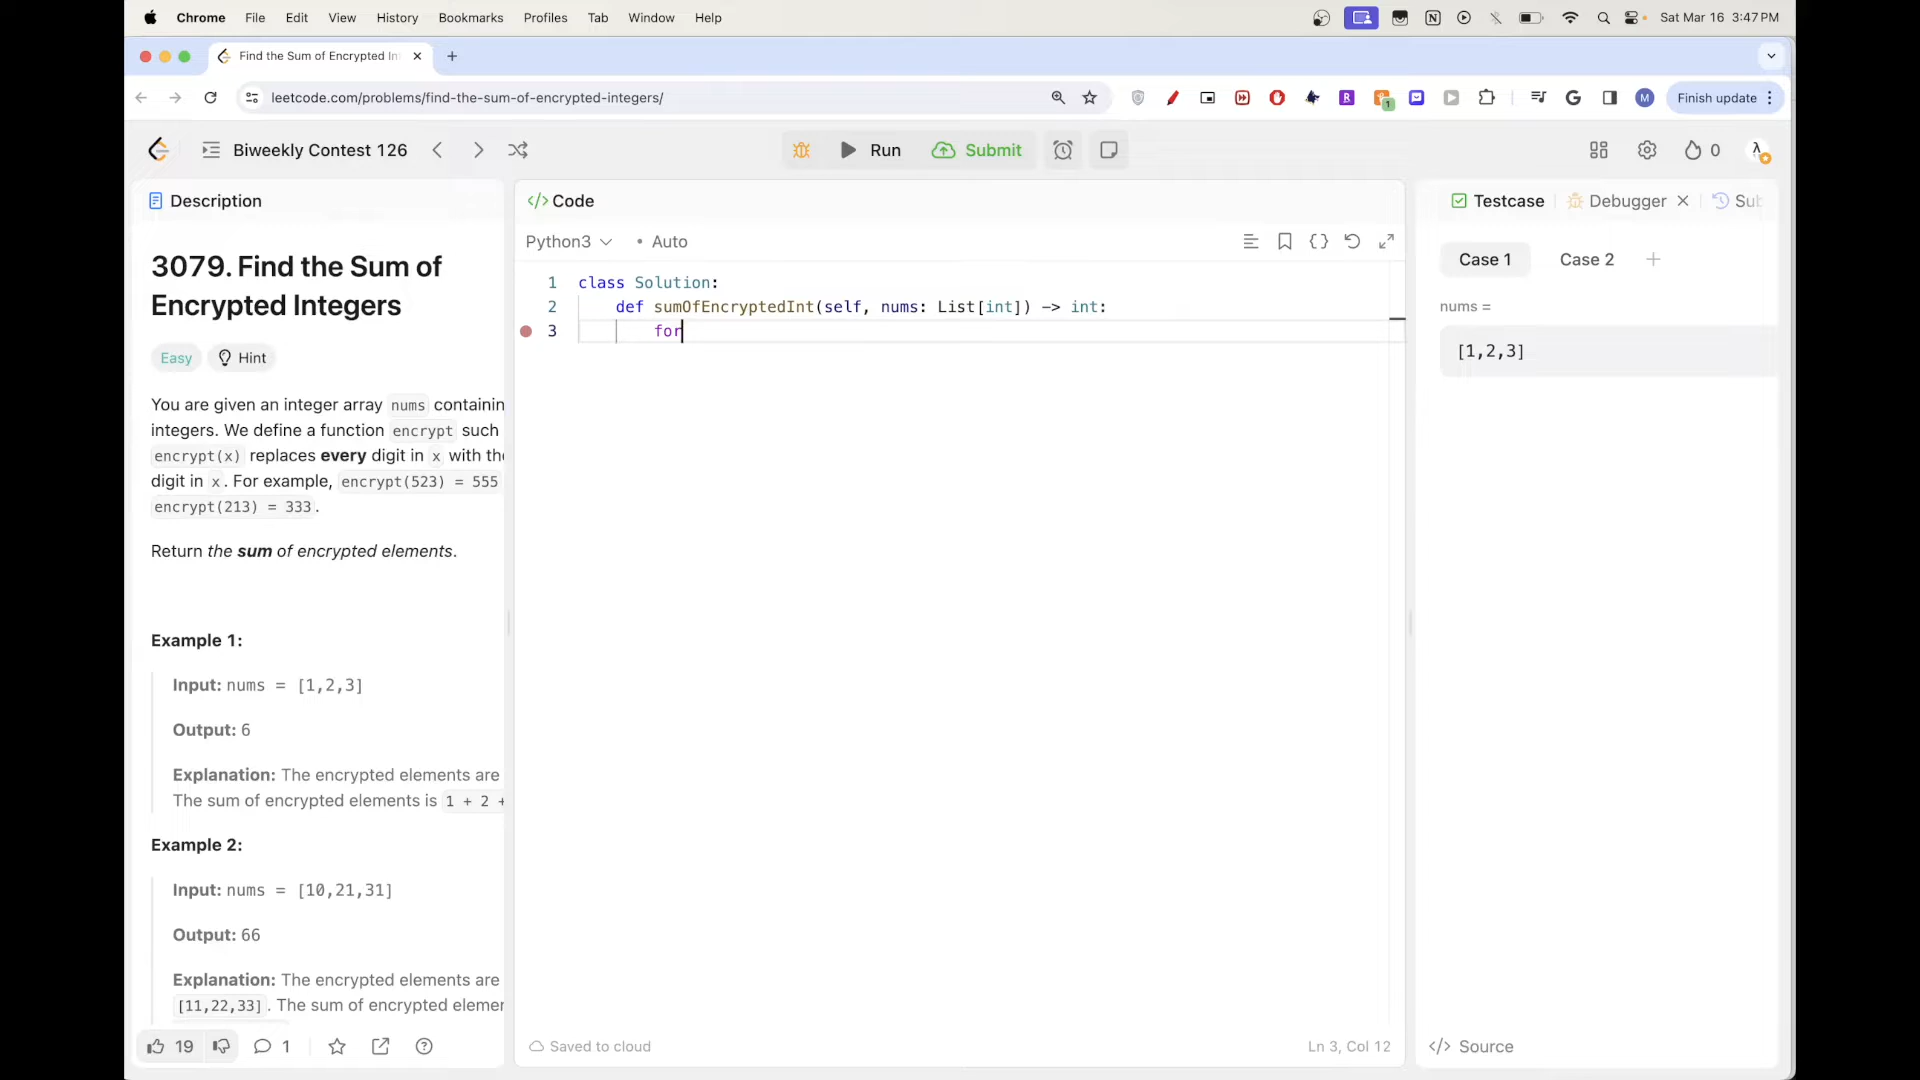 Chrome File Edit View History Bookmarks Profiles Tab Window Help Sat Mar 16 3:47 PM
Find the Sum of Encrypted In
leetcode.com/problems/find-the-sum-of-encrypted-integers/ Finish update
Biweekly Contest 126 Run Submit 0
Description
3079. Find the Sum of
Encrypted Integers
Easy Hint
You are given an integer array nums containin
integers. We define a function encrypt such
encrypt(x) replaces every digit in x with the
digit in x. For example, encrypt(523) = 555
encrypt(213) = 333.
Return the sum of encrypted elements.
Example 1:
Input: nums = [1,2,3]
Output: 6
Explanation: The encrypted elements are
The sum of encrypted elements is 1 + 2 +
Example 2:
Input: nums = [10,21,31]
Output: 66
Explanation: The encrypted elements are
[11,22,33]. The sum of encrypted elemen
19 1
</> Code
Python3 • Auto
1 class Solution:
2 def sumOfEncryptedInt(self, nums: List[int]) -> int:
3 for
Saved to cloud Ln 3, Col 12
Testcase Debugger Sub
Case 1 Case 2 +
nums =
[1,2,3]
</> Source